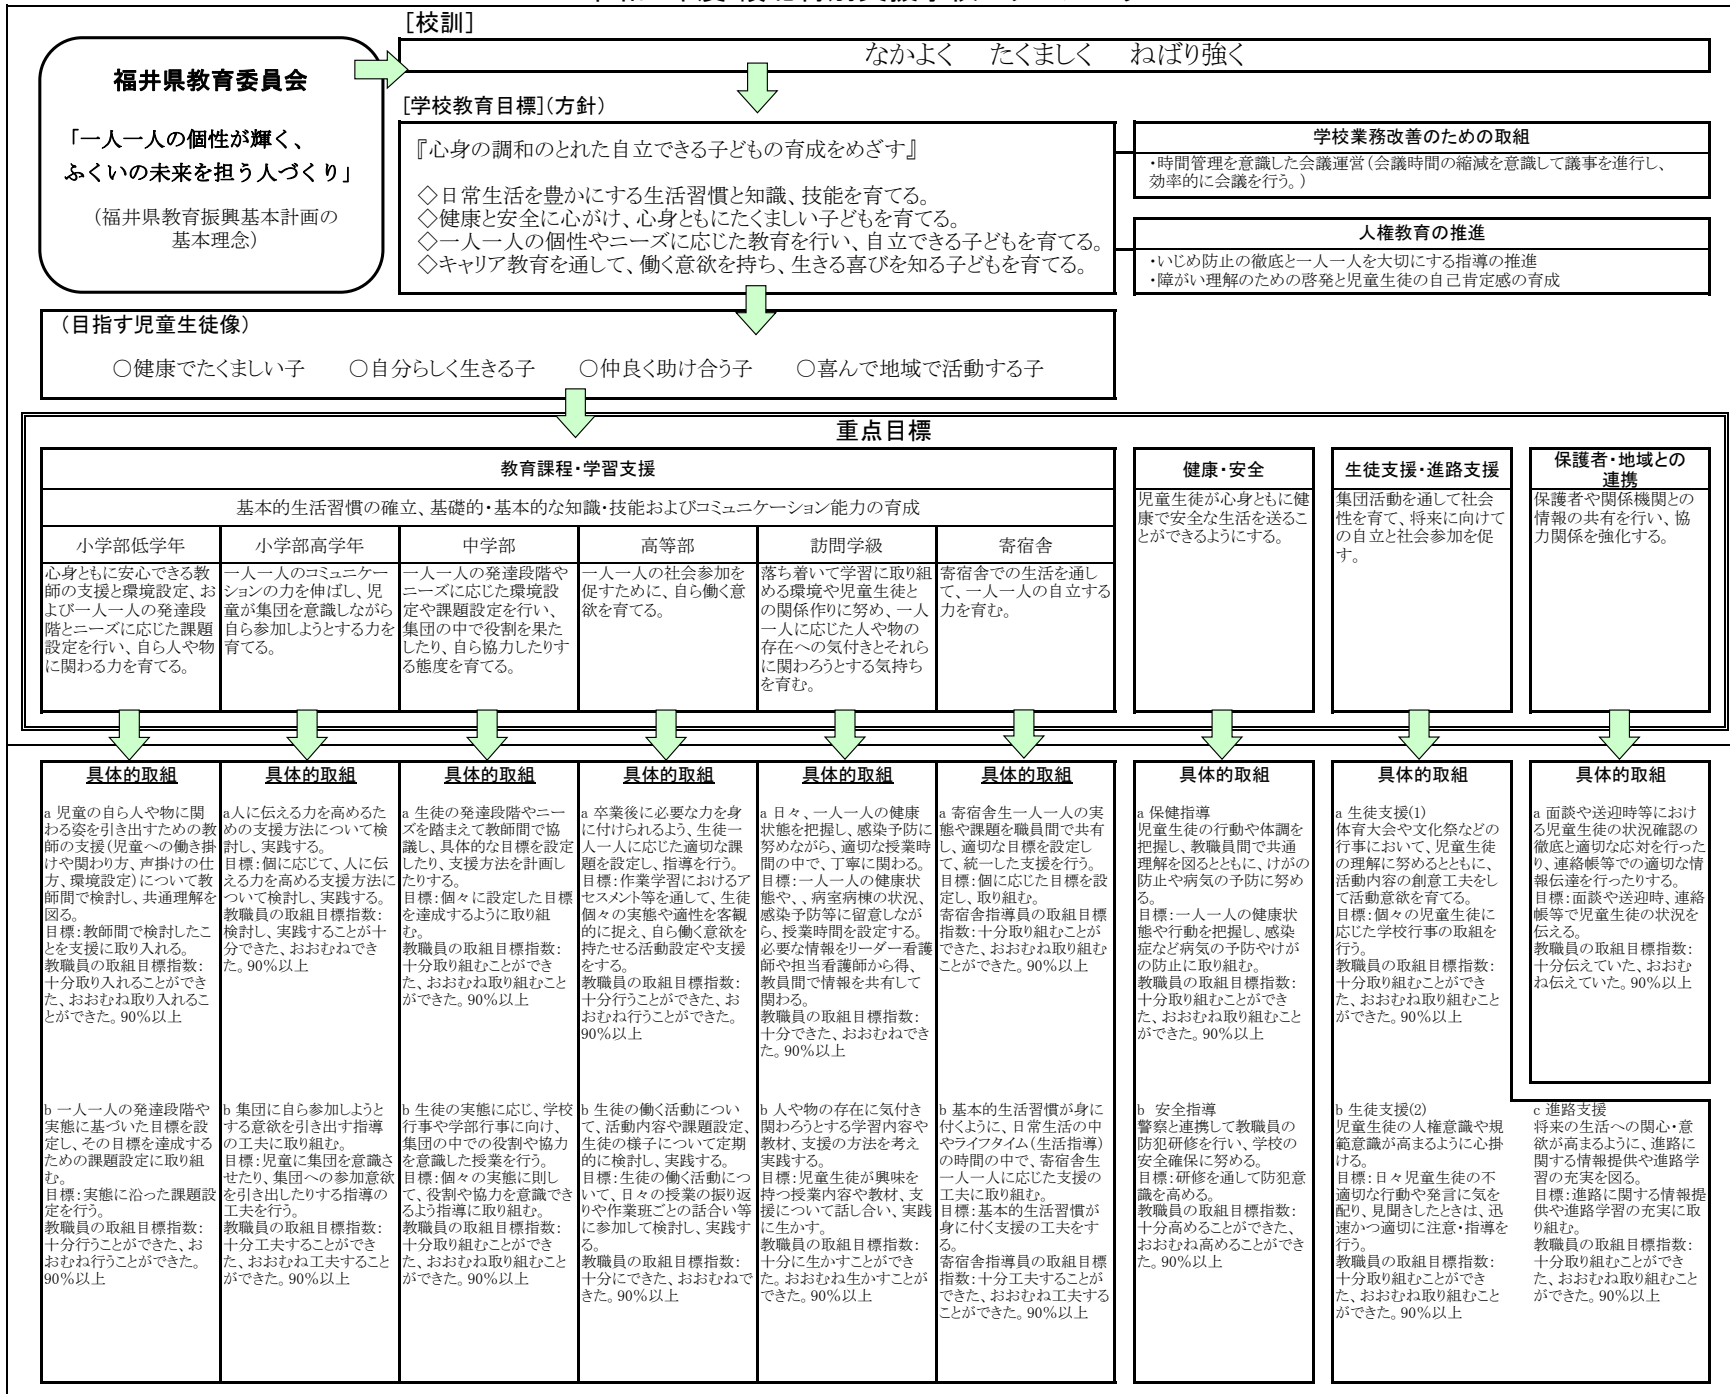 [校訓]
なかよく　たくましく　ねばり強く
福井県教育委員会
「一人一人の個性が輝く、
ふくいの未来を担う人づくり」
（福井県教育振興基本計画の
基本理念）
[学校教育目標]（方針）
『心身の調和のとれた自立できる子どもの育成をめざす』
◇日常生活を豊かにする生活習慣と知識、技能を育てる。
◇健康と安全に心がけ、心身ともにたくましい子どもを育てる。
◇一人一人の個性やニーズに応じた教育を行い、自立できる子どもを育てる。
◇キャリア教育を通して、働く意欲を持ち、生きる喜びを知る子どもを育てる。
学校業務改善のための取組
・時間管理を意識した会議運営（会議時間の縮減を意識して議事を進行し、
効率的に会議を行う。）
人権教育の推進
・いじめ防止の徹底と一人一人を大切にする指導の推進
・障がい理解のための啓発と児童生徒の自己肯定感の育成
（目指す児童生徒像）
○健康でたくましい子　○自分らしく生きる子　○仲良く助け合う子　○喜んで地域で活動する子
重点目標
教育課程・学習支援
基本的生活習慣の確立、基礎的・基本的な知識・技能およびコミュニケーション能力の育成
小学部低学年
心身ともに安心できる教
師の支援と環境設定、お
よび一人一人の発達段
階とニーズに応じた課題
設定を行い、自ら人や物
に関わる力を育てる。
小学部高学年
一人一人のコミュニケー
ションの力を伸ばし、児
童が集団を意識しながら
自ら参加しようとする力を
育てる。
中学部
一人一人の発達段階や
ニーズに応じた環境設
定や課題設定を行い、
集団の中で役割を果た
したり、自ら協力したりす
る態度を育てる。
高等部
一人一人の社会参加を
促すために、自ら働く意
欲を育てる。
訪問学級
落ち着いて学習に取り組
める環境や児童生徒と
の関係作りに努め、一人
一人に応じた人や物の
存在への気付きとそれら
に関わろうとする気持ち
を育む。
寄宿舎
寄宿舎での生活を通し
て、一人一人の自立する
力を育む。
健康・安全
児童生徒が心身ともに健
康で安全な生活を送るこ
とができるようにする。
生徒支援・進路支援
集団活動を通して社会
性を育て、将来に向けて
の自立と社会参加を促
す。
保護者・地域との
連携
保護者や関係機関との
情報の共有を行い、協
力関係を強化する。
具体的取組
a 児童の自ら人や物に関
わる姿を引き出すための教
師の支援（児童への働き掛
けや関わり方、声掛けの仕
方、環境設定）について教
師間で検討し、共通理解を
図る。
目標：教師間で検討したこ
とを支援に取り入れる。
教職員の取組目標指数：
十分取り入れることができ
た、おおむね取り入れるこ
とができた。90％以上
b 一人一人の発達段階や
実態に基づいた目標を設
定し、その目標を達成する
ための課題設定に取り組
む。
目標：実態に沿った課題設
定を行う。
教職員の取組目標指数：
十分行うことができた、お
おむね行うことができた。
90％以上
具体的取組
a人に伝える力を高めるた
めの支援方法について検
討し、実践する。
目標：個に応じて、人に伝
える力を高める支援方法に
ついて検討し、実践する。
教職員の取組目標指数：
検討し、実践することが十
分できた、おおむねでき
た。90％以上
b 集団に自ら参加しようと
する意欲を引き出す指導
の工夫に取り組む。
目標：児童に集団を意識さ
せたり、集団への参加意欲
を引き出したりする指導の
工夫を行う。
教職員の取組目標指数：
十分工夫することができ
た、おおむね工夫すること
ができた。90％以上
具体的取組
a 生徒の発達段階やニー
ズを踏まえて教師間で協
議し、具体的な目標を設定
したり、支援方法を計画し
たりする。
目標：個々に設定した目標
を達成するように取り組
む。
教職員の取組目標指数：
十分取り組むことができ
た、おおむね取り組むこと
ができた。90％以上
b 生徒の実態に応じ、学校
行事や学部行事に向け、
集団の中での役割や協力
を意識した授業を行う。
目標：個々の実態に則し
て、役割や協力を意識でき
るよう指導に取り組む。
教職員の取組目標指数：
十分取り組むことができ
た、おおむね取り組むこと
ができた。90％以上
具体的取組
a 卒業後に必要な力を身
に付けられるよう、生徒一
人一人に応じた適切な課
題を設定し、指導を行う。
目標：作業学習におけるア
セスメント等を通して、生徒
個々の実態や適性を客観
的に捉え、自ら働く意欲を
持たせる活動設定や支援
をする。
教職員の取組目標指数：
十分行うことができた、お
おむね行うことができた。
90％以上
b 生徒の働く活動につい
て、活動内容や課題設定、
生徒の様子について定期
的に検討し、実践する。
目標：生徒の働く活動につ
いて、日々の授業の振り返
りや作業班ごとの話合い等
に参加して検討し、実践す
る。
教職員の取組目標指数：
十分にできた、おおむねで
きた。90％以上
具体的取組
a 日々、一人一人の健康
状態を把握し、感染予防に
努めながら、適切な授業時
間の中で、丁寧に関わる。
目標：一人一人の健康状
態や、、病室病棟の状況、
感染予防等に留意しなが
ら、授業時間を設定する。
必要な情報をリーダー看護
師や担当看護師から得、
教員間で情報を共有して
関わる。
教職員の取組目標指数：
十分できた、おおむねでき
た。90％以上
b 人や物の存在に気付き
関わろうとする学習内容や
教材、支援の方法を考え
実践する。
目標：児童生徒が興味を
持つ授業内容や教材、支
援について話し合い、実践
に生かす。
教職員の取組目標指数：
十分に生かすことができ
た。おおむね生かすことが
できた。90％以上
具体的取組
a 寄宿舎生一人一人の実
態や課題を職員間で共有
し、適切な目標を設定し
て、統一した支援を行う。
目標：個に応じた目標を設
定し、取り組む。
寄宿舎指導員の取組目標
指数：十分取り組むことが
できた、おおむね取り組む
ことができた。90％以上
b 基本的生活習慣が身に
付くように、日常生活の中
やライフタイム（生活指導）
の時間の中で、寄宿舎生
一人一人に応じた支援の
工夫に取り組む。
目標：基本的生活習慣が
身に付く支援の工夫をす
る。
寄宿舎指導員の取組目標
指数：十分工夫することが
できた、おおむね工夫する
ことができた。90％以上
具体的取組
a 保健指導
児童生徒の行動や体調を
把握し、教職員間で共通
理解を図るとともに、けがの
防止や病気の予防に努め
る。
目標：一人一人の健康状
態や行動を把握し、感染
症など病気の予防やけが
の防止に取り組む。
教職員の取組目標指数：
十分取り組むことができ
た、おおむね取り組むこと
ができた。90％以上
b 安全指導
警察と連携して教職員の
防犯研修を行い、学校の
安全確保に努める。
目標：研修を通して防犯意
識を高める。
教職員の取組目標指数：
十分高めることができた、
おおむね高めることができ
た。90％以上
具体的取組
a 生徒支援(1)
体育大会や文化祭などの
行事において、児童生徒
の理解に努めるとともに、
活動内容の創意工夫をし
て活動意欲を育てる。
目標：個々の児童生徒に
応じた学校行事の取組を
行う。
教職員の取組目標指数：
十分取り組むことができ
た、おおむね取り組むこと
ができた。90％以上
b 生徒支援(2)
児童生徒の人権意識や規
範意識が高まるように心掛
ける。
目標：日々児童生徒の不
適切な行動や発言に気を
配り、見聞きしたときは、迅
速かつ適切に注意・指導を
行う。
教職員の取組目標指数：
十分取り組むことができ
た、おおむね取り組むこと
ができた。90％以上
具体的取組
a 面談や送迎時等におけ
る児童生徒の状況確認の
徹底と適切な応対を行った
り、連絡帳等での適切な情
報伝達を行ったりする。
目標：面談や送迎時、連絡
帳等で児童生徒の状況を
伝える。
教職員の取組目標指数：
十分伝えていた、おおむ
ね伝えていた。90％以上
c 進路支援
将来の生活への関心・意
欲が高まるように、進路に
関する情報提供や進路学
習の充実を図る。
目標：進路に関する情報提
供や進路学習の充実に取
り組む。
教職員の取組目標指数：
十分取り組むことができ
た、おおむね取り組むこと
ができた。90％以上